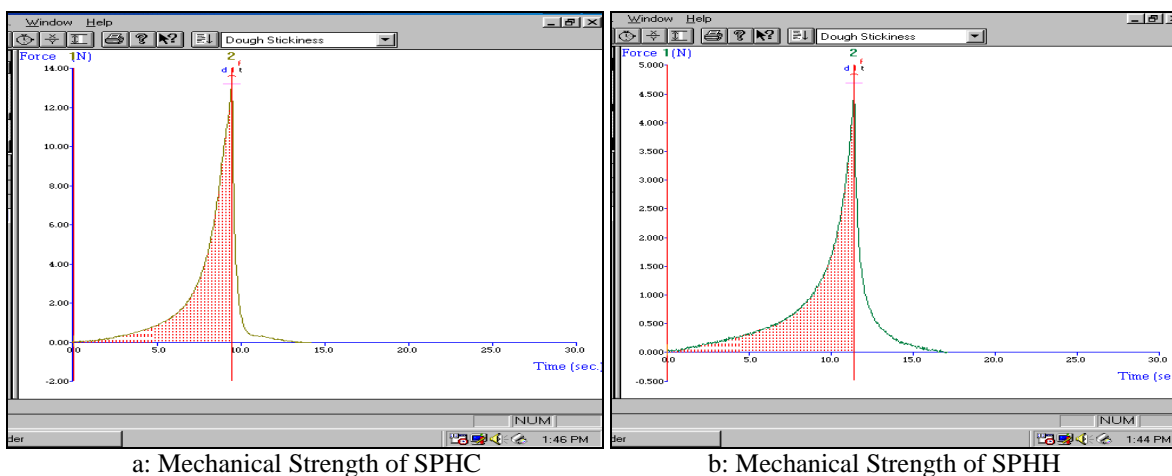 Window Help
Dough Stickiness
Force 1(N)
2
f
d t
14.00
12.00
10.00
8.00
6.00
4.00
2.00
0.00
-2.00
0.0 5.0 10.0 15.0 20.0 25.0 30.0
Time (sec.)
NUM
der
1:46 PM
a: Mechanical Strength of SPHC
Window Help
Dough Stickiness
Force 1(N)
2
f
d t
5.000
4.500
4.000
3.500
3.000
2.500
2.000
1.500
1.000
0.500
0.000
-0.500
0.0 5.0 10.0 15.0 20.0 25.0 30.0
Time (se
NUM
der
1:44 PM
b: Mechanical Strength of SPHH